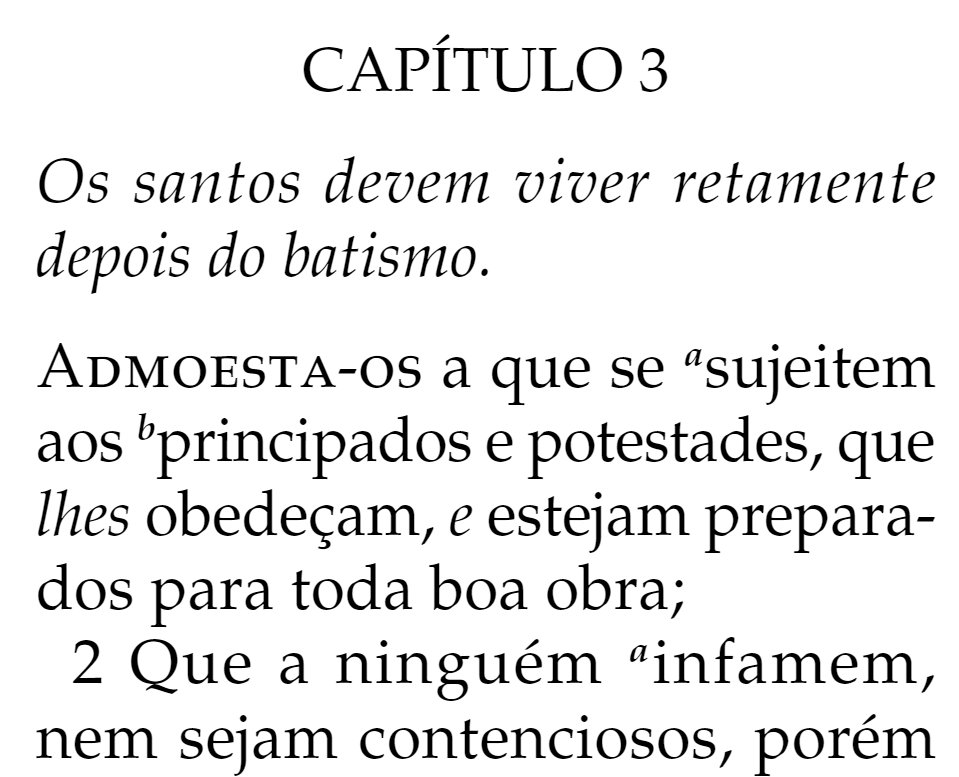 CAPÍTULO 3
Os santos devem viver retamente
depois do batismo.
Admoesta-os a que se ᵃsujeitem
aos ᵇprincipados e potestades, que
lhes obedeçam, e estejam prepara-
dos para toda boa obra;
2 Que a ninguém ᵃinfamem,
nem sejam contenciosos, porém